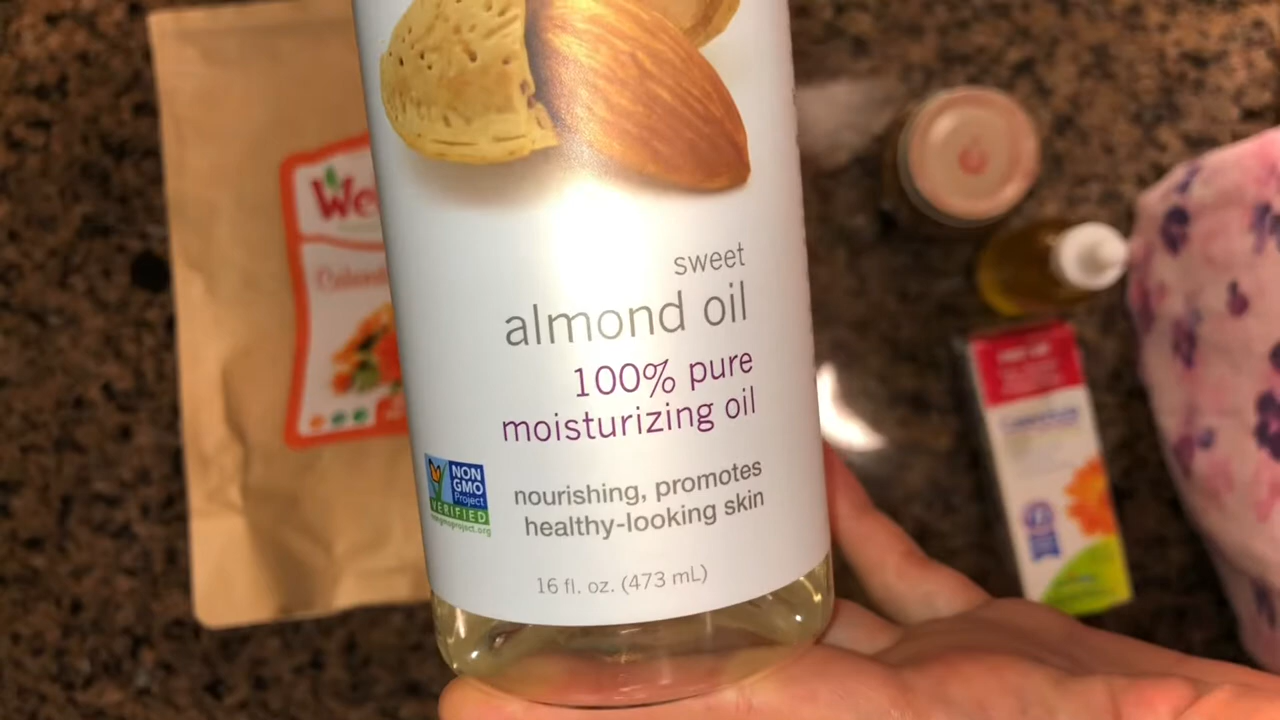 sweet
almond oil
100% pure
moisturizing oil
NON
GMO
Project
VERIFIED
nourishing, promotes
healthy-looking skin
16 fl. oz. (473 mL)
We